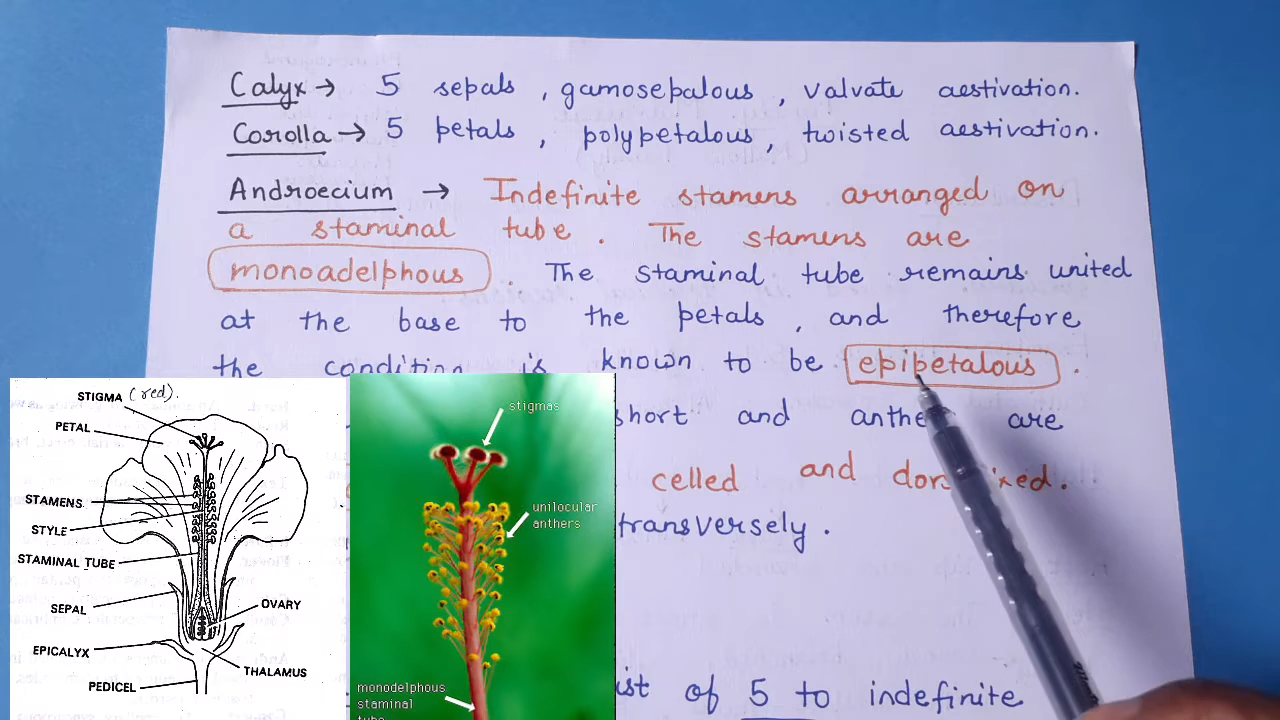 Calyx → 5 sepals , gamosepalous , valvate aestivation.
Corolla → 5 petals , polypetalous , twisted aestivation.
Androecium → Indefinite stamens arranged on
a staminal tube . The stamens are
monoadelphous . The staminal tube remains united
at the base to the petals , and therefore
the condition is known to be epipetalous .
short and are
celled and
transversely .
of 5 to indefinite
STIGMA (red).
PETAL
STAMENS
STYLE
STAMINAL TUBE
SEPAL
OVARY
EPICALYX
THALAMUS
PEDICEL
stigmas
unilocular
anthers
monodelphous
staminal
tube